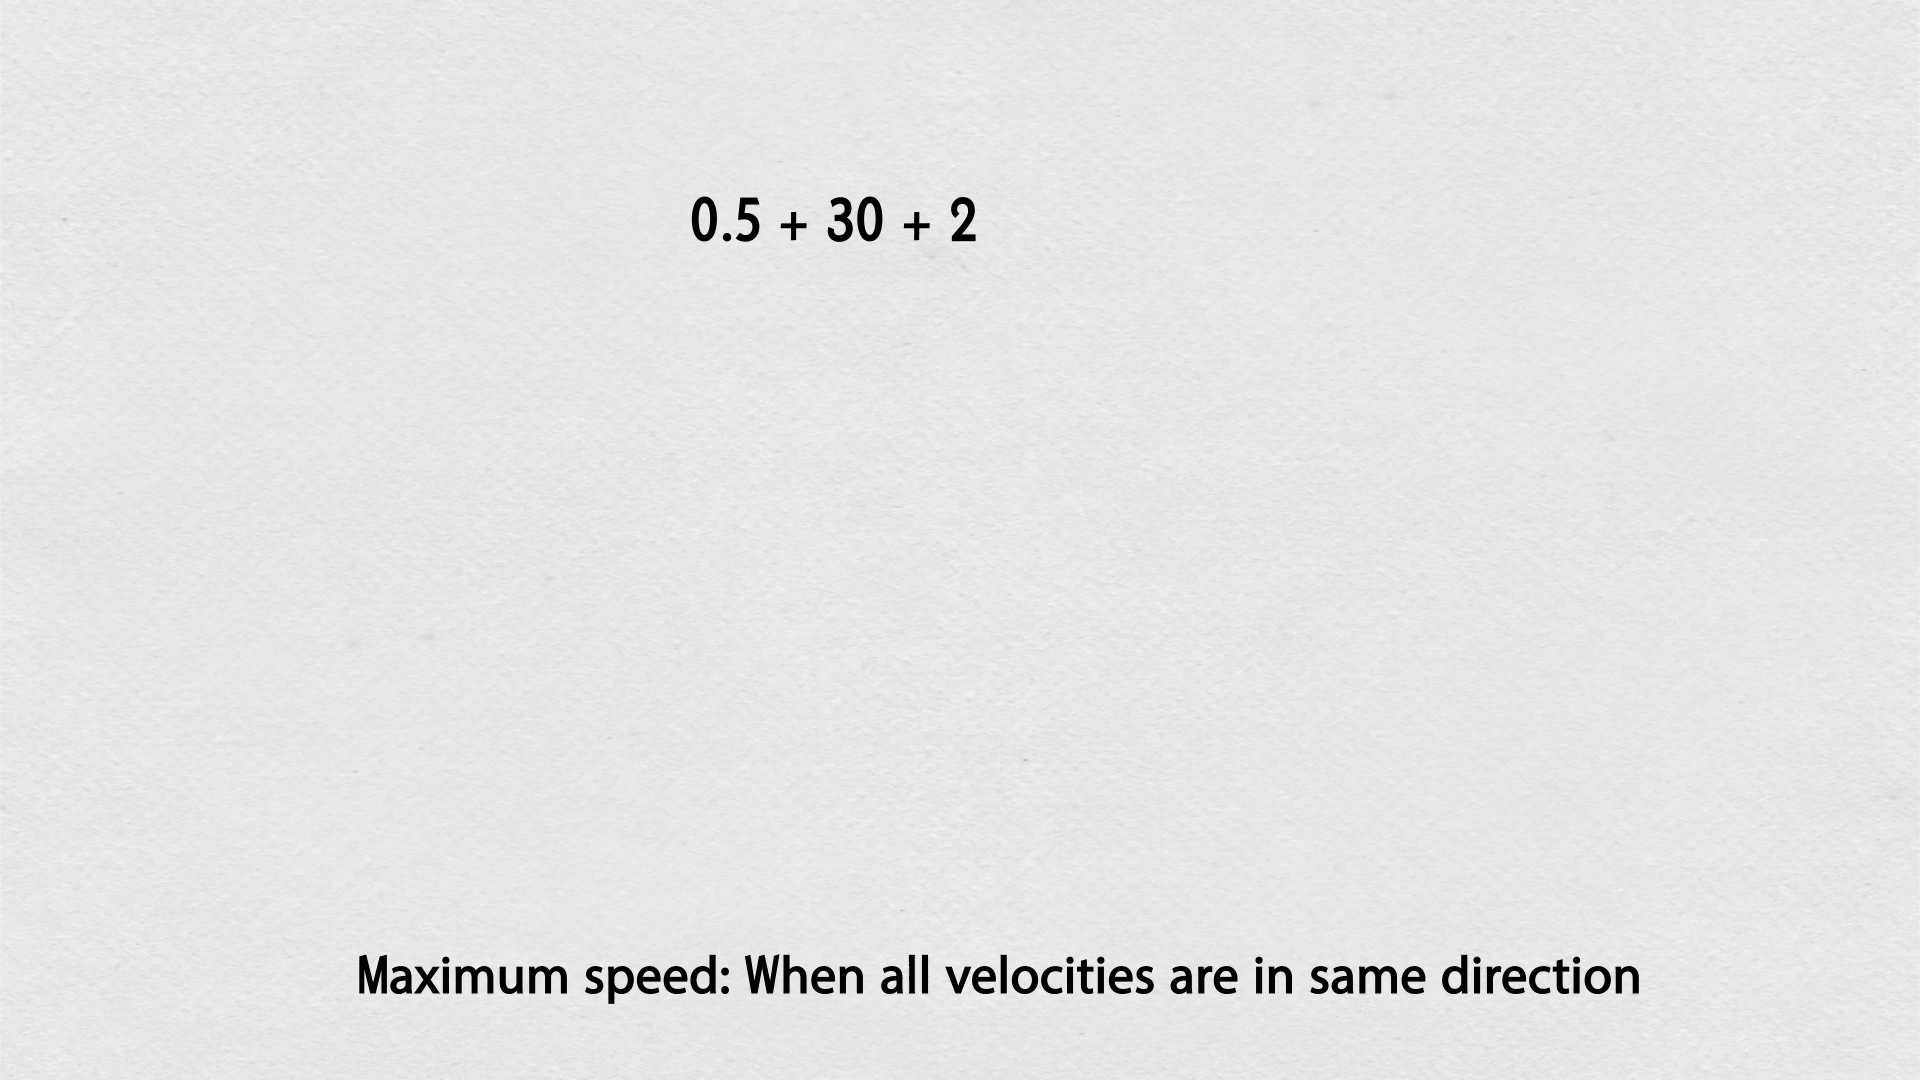 0.5 + 30 + 2
Maximum speed: When all velocities are in same direction